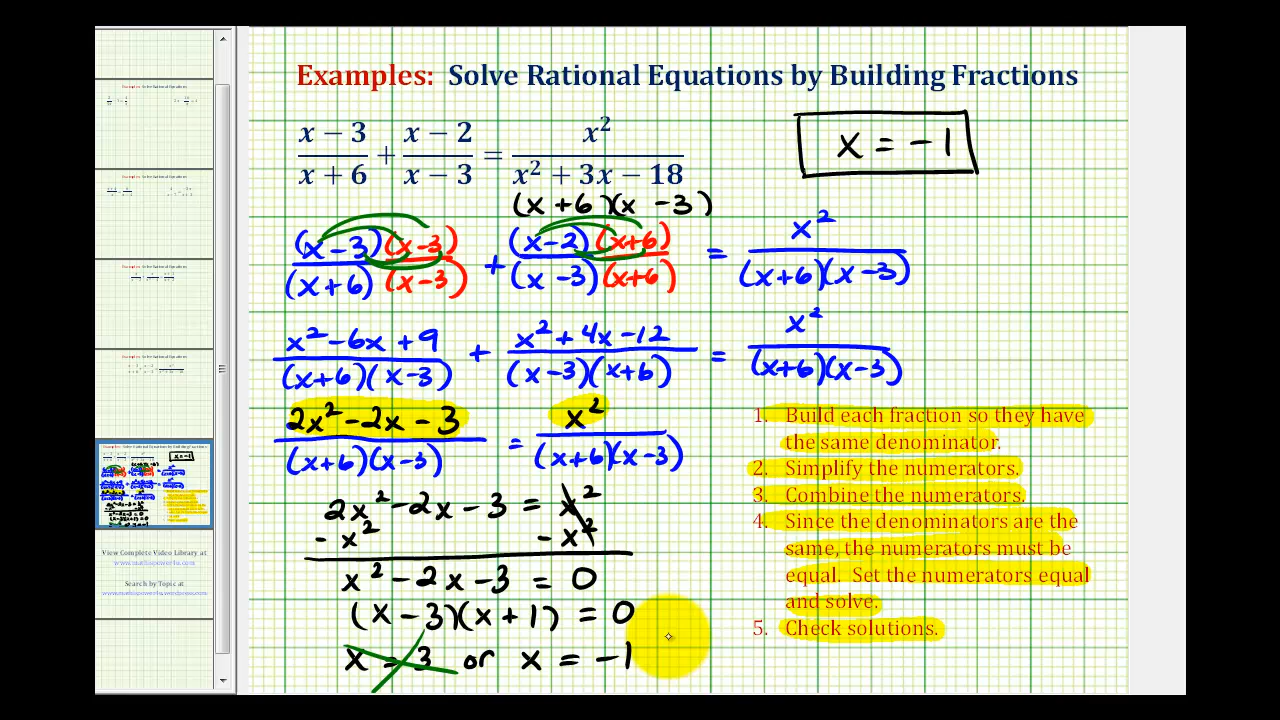 Examples: Solve Rational Equations by Building Fractions
x − 3 / x + 6 + x − 2 / x − 3 = x² / x² + 3x − 18
x = −1
(x + 6)(x − 3)
(x − 3)(x − 3) / (x + 6)(x − 3) + (x − 2)(x + 6) / (x − 3)(x + 6) = x² / (x + 6)(x − 3)
x² − 6x + 9 / (x + 6)(x − 3) + x² + 4x − 12 / (x − 3)(x + 6) = x² / (x + 6)(x − 3)
2x² − 2x − 3 / (x + 6)(x − 3) = x² / (x + 6)(x − 3)
2x² − 2x − 3 = x²
− x² − x²
x² − 2x − 3 = 0
(x − 3)(x + 1) = 0
x = 3 or x = −1
1. Build each fraction so they have
the same denominator.
2. Simplify the numerators.
3. Combine the numerators.
4. Since the denominators are the
same, the numerators must be
equal. Set the numerators equal
and solve.
5. Check solutions.
View Complete Video Library at
Search by Topic at